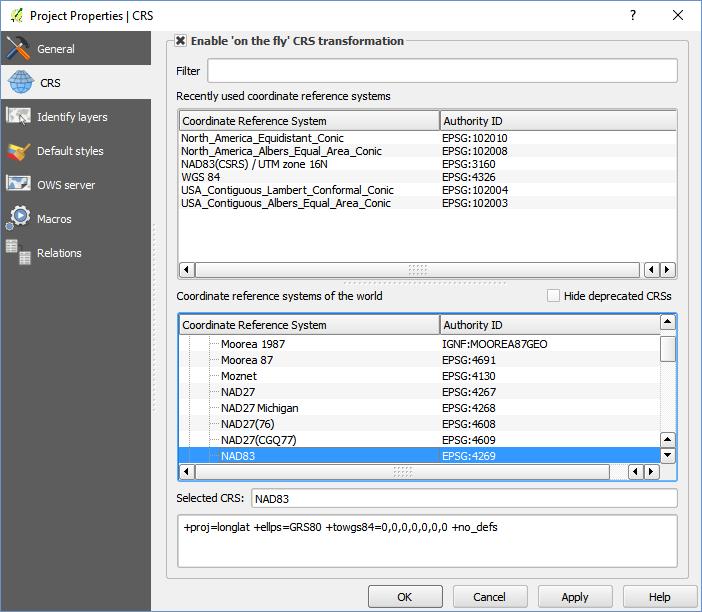 Project Properties | CRS
General
CRS
Identify layers
Default styles
OWS server
Macros
Relations
Enable 'on the fly' CRS transformation
Filter
Recently used coordinate reference systems
Coordinate Reference System Authority ID
North_America_Equidistant_Conic EPSG:102010
North_America_Albers_Equal_Area_Conic EPSG:102008
NAD83(CSRS) / UTM zone 16N EPSG:3160
WGS 84 EPSG:4326
USA_Contiguous_Lambert_Conformal_Conic EPSG:102004
USA_Contiguous_Albers_Equal_Area_Conic EPSG:102003
Coordinate reference systems of the world Hide deprecated CRSs
Coordinate Reference System Authority ID
Moorea 1987 IGNF:MOOREA87GEO
Moorea 87 EPSG:4691
Moznet EPSG:4130
NAD27 EPSG:4267
NAD27 Michigan EPSG:4268
NAD27(76) EPSG:4608
NAD27(CGQ77) EPSG:4609
NAD83 EPSG:4269
Selected CRS: NAD83
+proj=longlat +ellps=GRS80 +towgs84=0,0,0,0,0,0,0 +no_defs
OK Cancel Apply Help